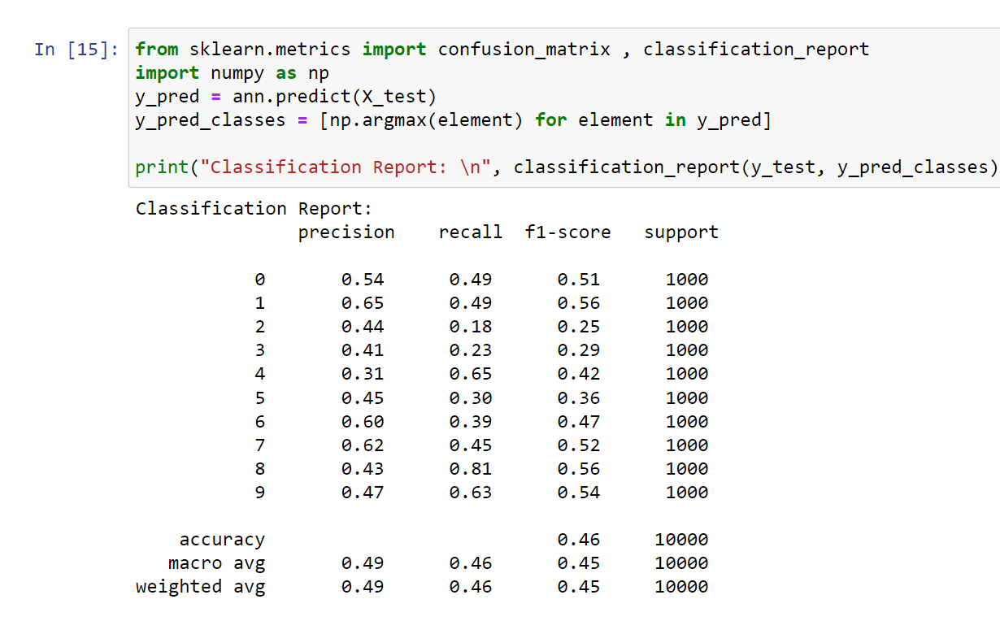 In [15]: from sklearn.metrics import confusion_matrix , classification_report
import numpy as np
y_pred = ann.predict(X_test)
y_pred_classes = [np.argmax(element) for element in y_pred]
print("Classification Report: \n", classification_report(y_test, y_pred_classes)
Classification Report:
precision recall f1-score support
0 0.54 0.49 0.51 1000
1 0.65 0.49 0.56 1000
2 0.44 0.18 0.25 1000
3 0.41 0.23 0.29 1000
4 0.31 0.65 0.42 1000
5 0.45 0.30 0.36 1000
6 0.60 0.39 0.47 1000
7 0.62 0.45 0.52 1000
8 0.43 0.81 0.56 1000
9 0.47 0.63 0.54 1000
accuracy 0.46 10000
macro avg 0.49 0.46 0.45 10000
weighted avg 0.49 0.46 0.45 10000